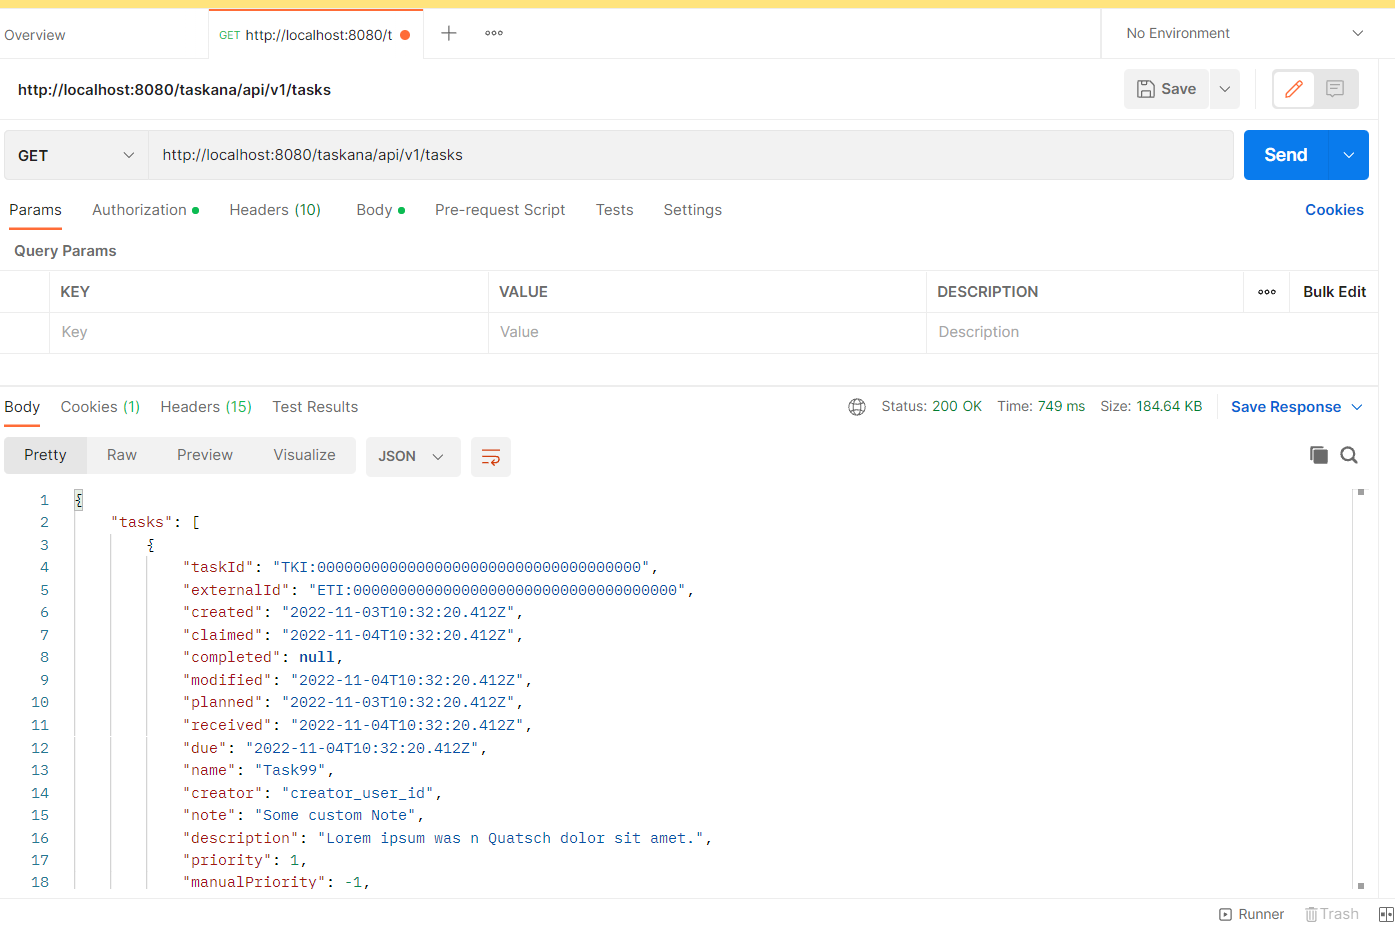 Overview
GET http://localhost:8080/t
No Environment
http://localhost:8080/taskana/api/v1/tasks
Save
GET http://localhost:8080/taskana/api/v1/tasks
Send
Params Authorization Headers (10) Body Pre-request Script Tests Settings Cookies
Query Params
KEY VALUE DESCRIPTION Bulk Edit
Key Value Description
Body Cookies (1) Headers (15) Test Results Status: 200 OK Time: 749 ms Size: 184.64 KB Save Response
Pretty Raw Preview Visualize JSON
1 {
2 "tasks": [
3 {
4 "taskId": "TKI:000000000000000000000000000000000000",
5 "externalId": "ETI:000000000000000000000000000000000000",
6 "created": "2022-11-03T10:32:20.412Z",
7 "claimed": "2022-11-04T10:32:20.412Z",
8 "completed": null,
9 "modified": "2022-11-04T10:32:20.412Z",
10 "planned": "2022-11-03T10:32:20.412Z",
11 "received": "2022-11-04T10:32:20.412Z",
12 "due": "2022-11-04T10:32:20.412Z",
13 "name": "Task99",
14 "creator": "creator_user_id",
15 "note": "Some custom Note",
16 "description": "Lorem ipsum was n Quatsch dolor sit amet.",
17 "priority": 1,
18 "manualPriority": -1,
Runner Trash